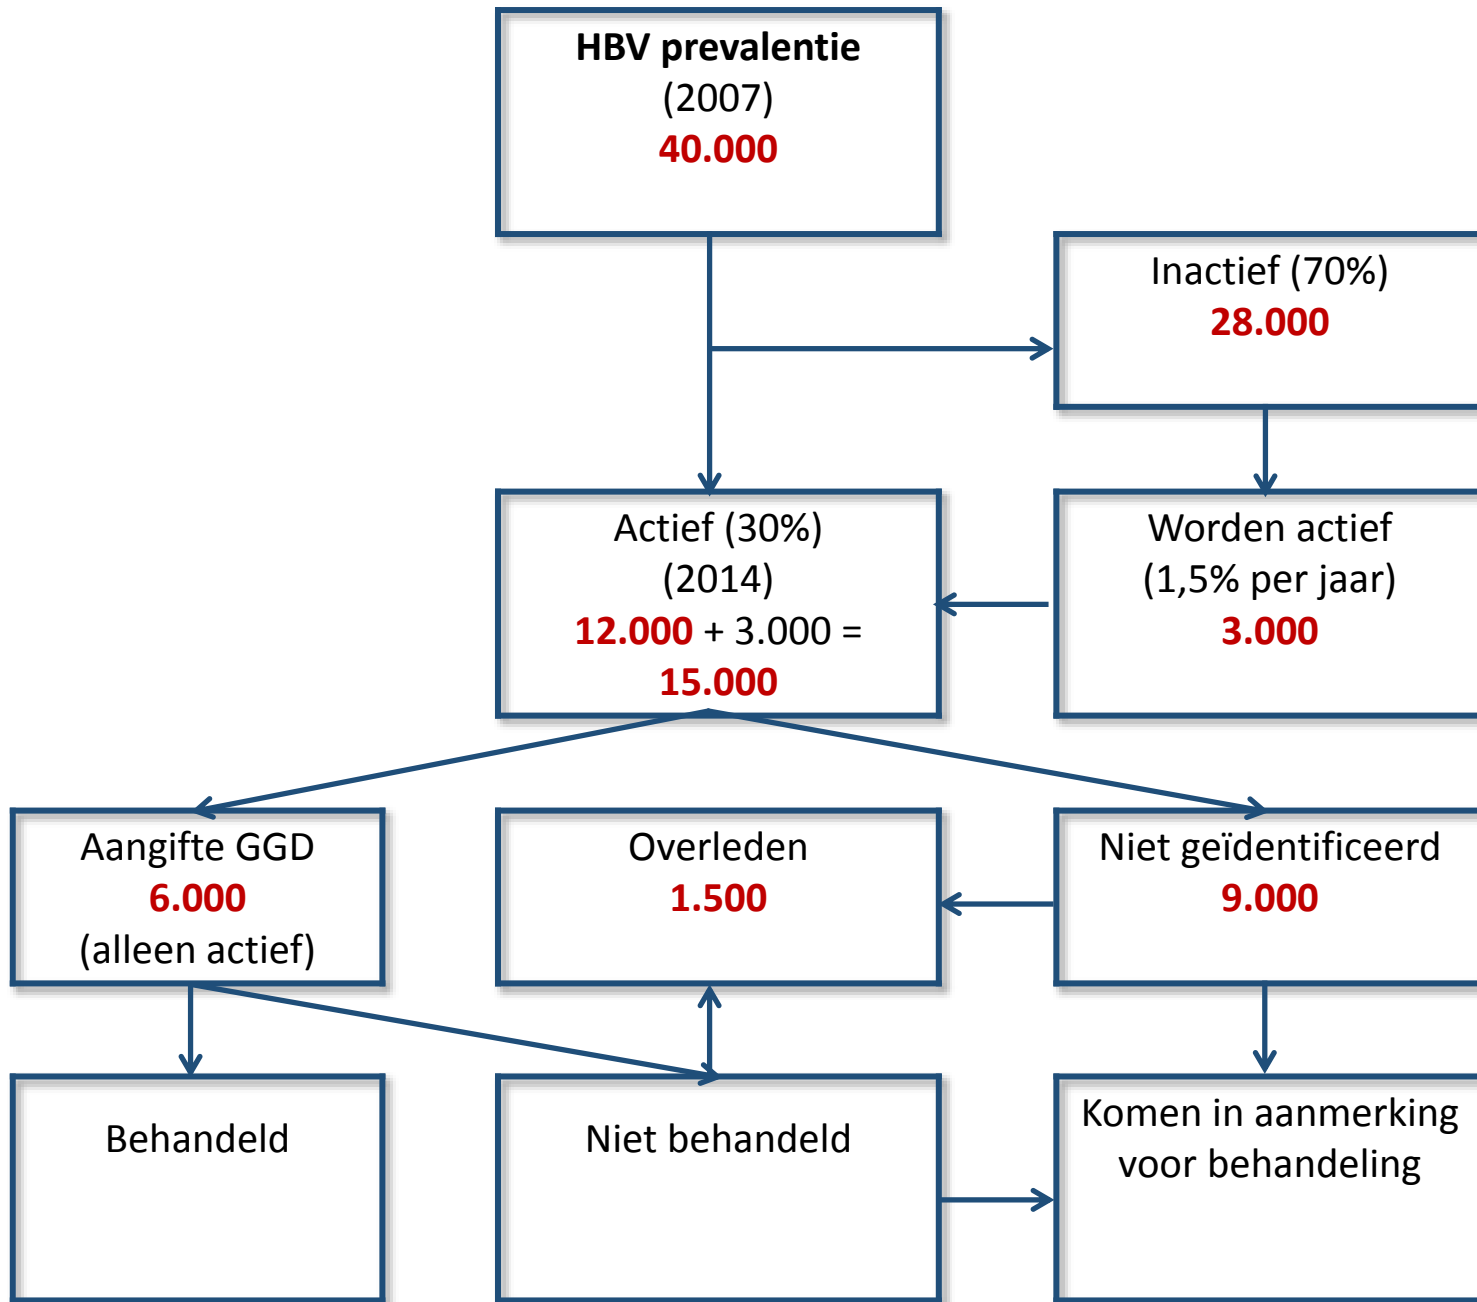 HBV prevalentie
(2007)
40.000
Inactief (70%)
28.000
Actief (30%)
(2014)
12.000 + 3.000 =
15.000
Worden actief
(1,5% per jaar)
3.000
Aangifte GGD
6.000
(alleen actief)
Overleden
1.500
Niet geïdentificeerd
9.000
Behandeld
Niet behandeld
Komen in aanmerking
voor behandeling